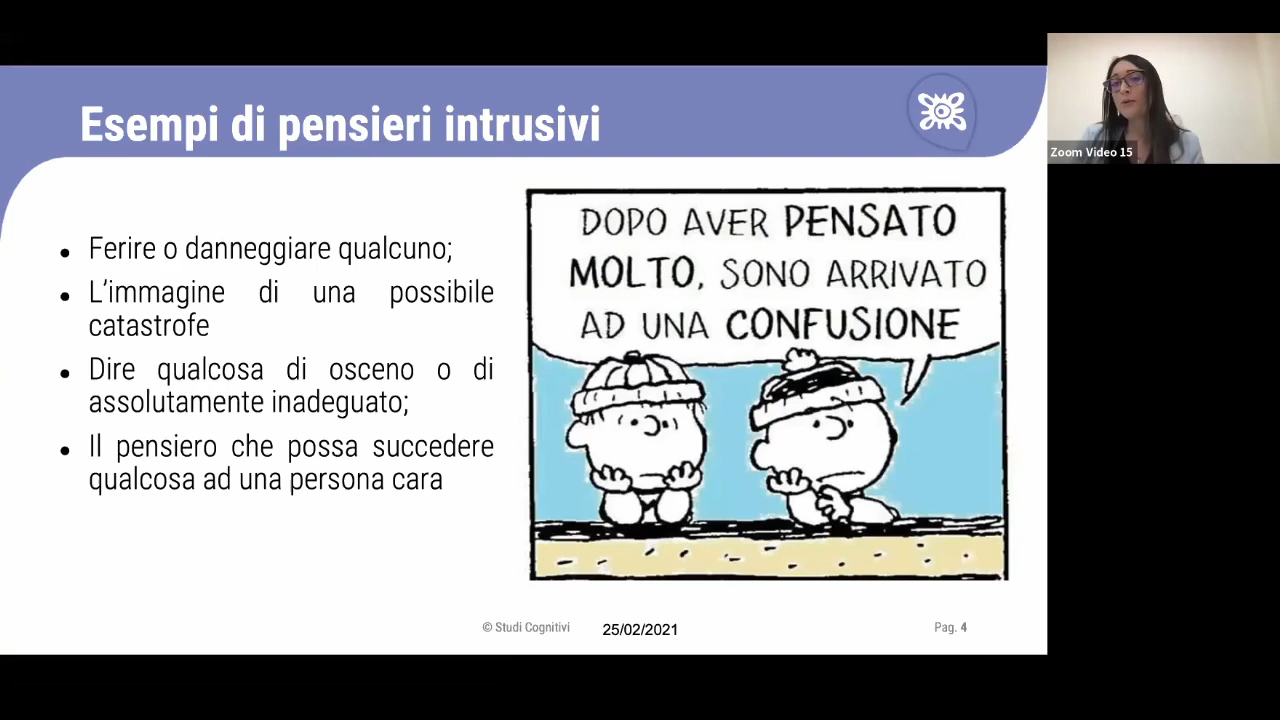 Esempi di pensieri intrusivi
Zoom Video 15
Ferire o danneggiare qualcuno;
L’immagine di una possibile
catastrofe
Dire qualcosa di osceno o di
assolutamente inadeguato;
Il pensiero che possa succedere
qualcosa ad una persona cara
DOPO AVER PENSATO
MOLTO, SONO ARRIVATO
AD UNA CONFUSIONE
© Studi Cognitivi
25/02/2021
Pag. 4